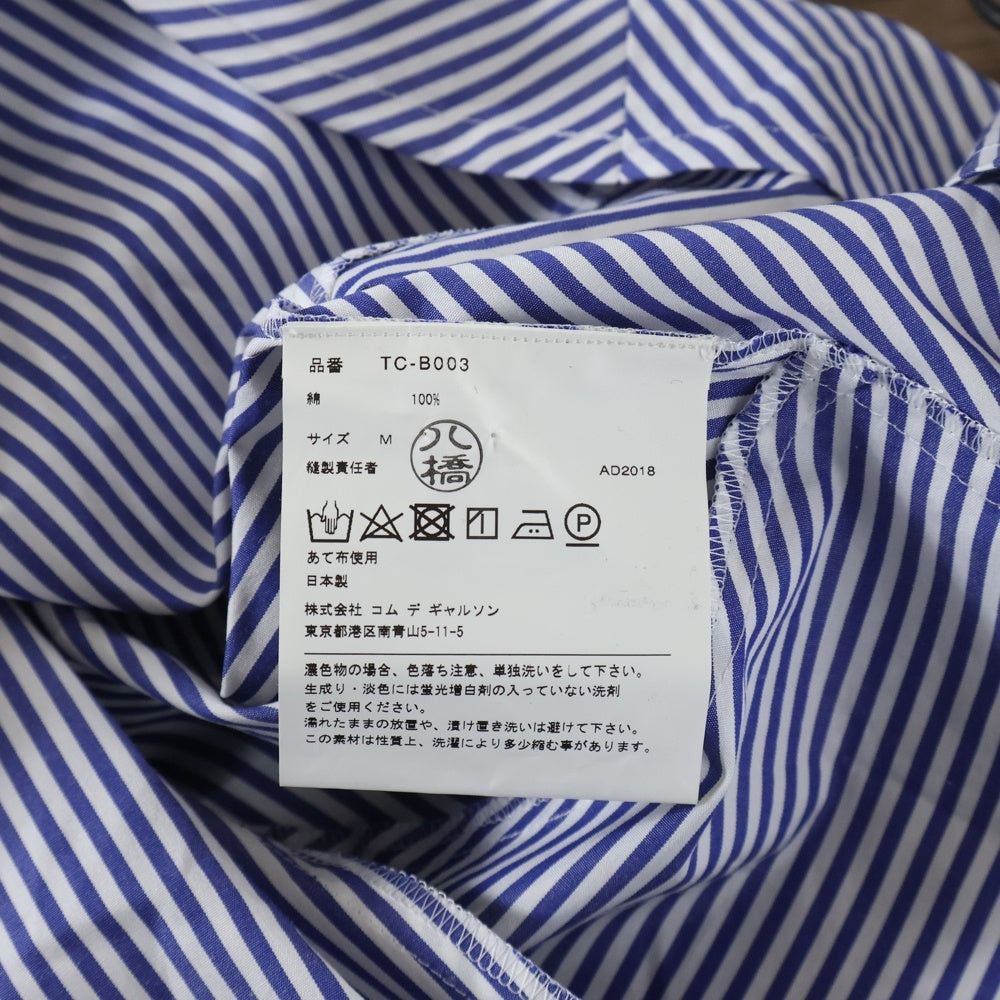 品番 TC-B003
綿 100%
サイズ M
縫製責任者 八橋 AD2018
P
あて布使用
日本製
株式会社 コム デ ギャルソン
東京都港区南青山5-11-5
濃色物の場合、色落ち注意、単独洗いをして下さい。
生成り・淡色には蛍光増白剤の入っていない洗剤
をご使用ください。
濡れたままの放置や、漬け置き洗いは避けて下さい。
この素材は性質上、洗濯により多少縮む事があります。